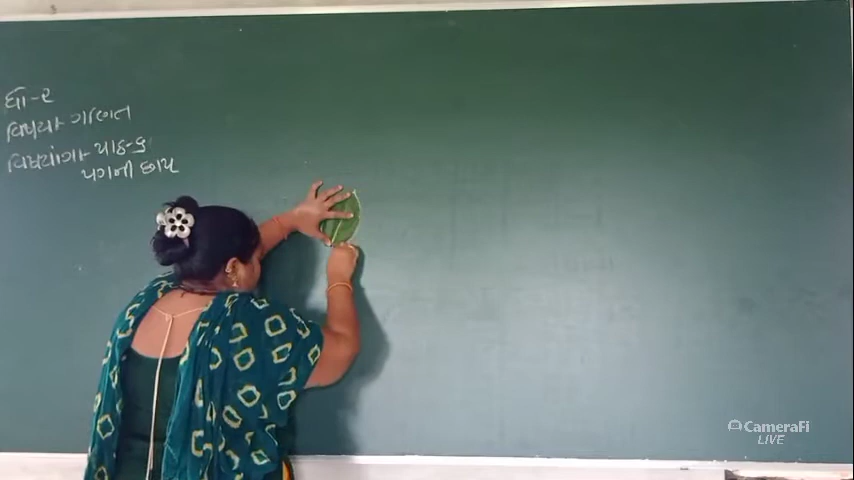 ધો-૨
વિષય-ગણિત
વિષયાંગ-પાઠ-૬
પગની છાપ
CameraFi
LIVE